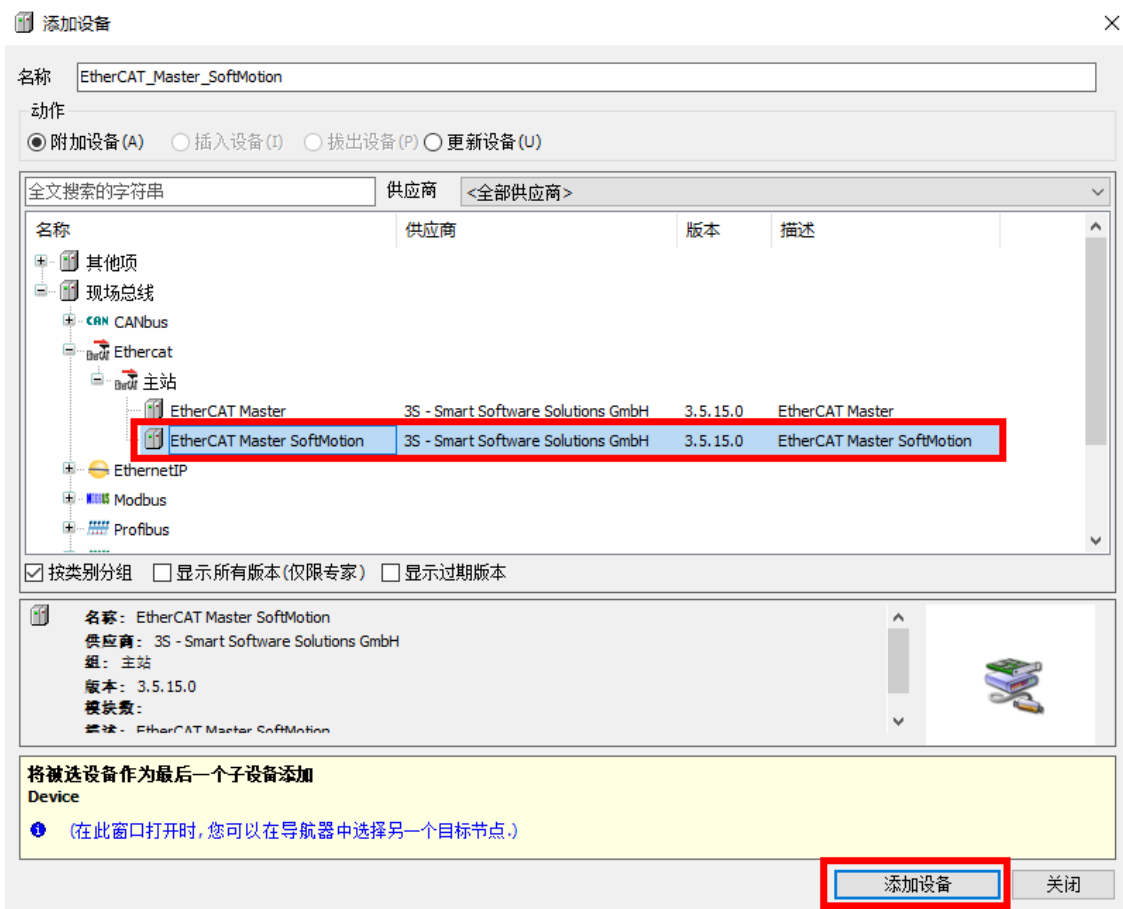 添加设备
名称 EtherCAT_Master_SoftMotion
动作
附加设备(A) 插入设备(I) 拔出设备(P) 更新设备(U)
全文搜索的字符串 供应商 <全部供应商>
名称 供应商 版本 描述
其他项
现场总线
CAN CANbus
EtherCAT Ethercat
EtherCAT 主站
EtherCAT Master 3S - Smart Software Solutions GmbH 3.5.15.0 EtherCAT Master
EtherCAT Master SoftMotion 3S - Smart Software Solutions GmbH 3.5.15.0 EtherCAT Master SoftMotion
EthernetIP
MODBUS Modbus
Profibus
按类别分组 显示所有版本(仅限专家) 显示过期版本
名称: EtherCAT Master SoftMotion
供应商: 3S - Smart Software Solutions GmbH
组: 主站
版本: 3.5.15.0
模块数:
描述: EtherCAT Master SoftMotion
将被选设备作为最后一个子设备添加
Device
(在此窗口打开时, 您可以在导航器中选择另一个目标节点.)
添加设备 关闭